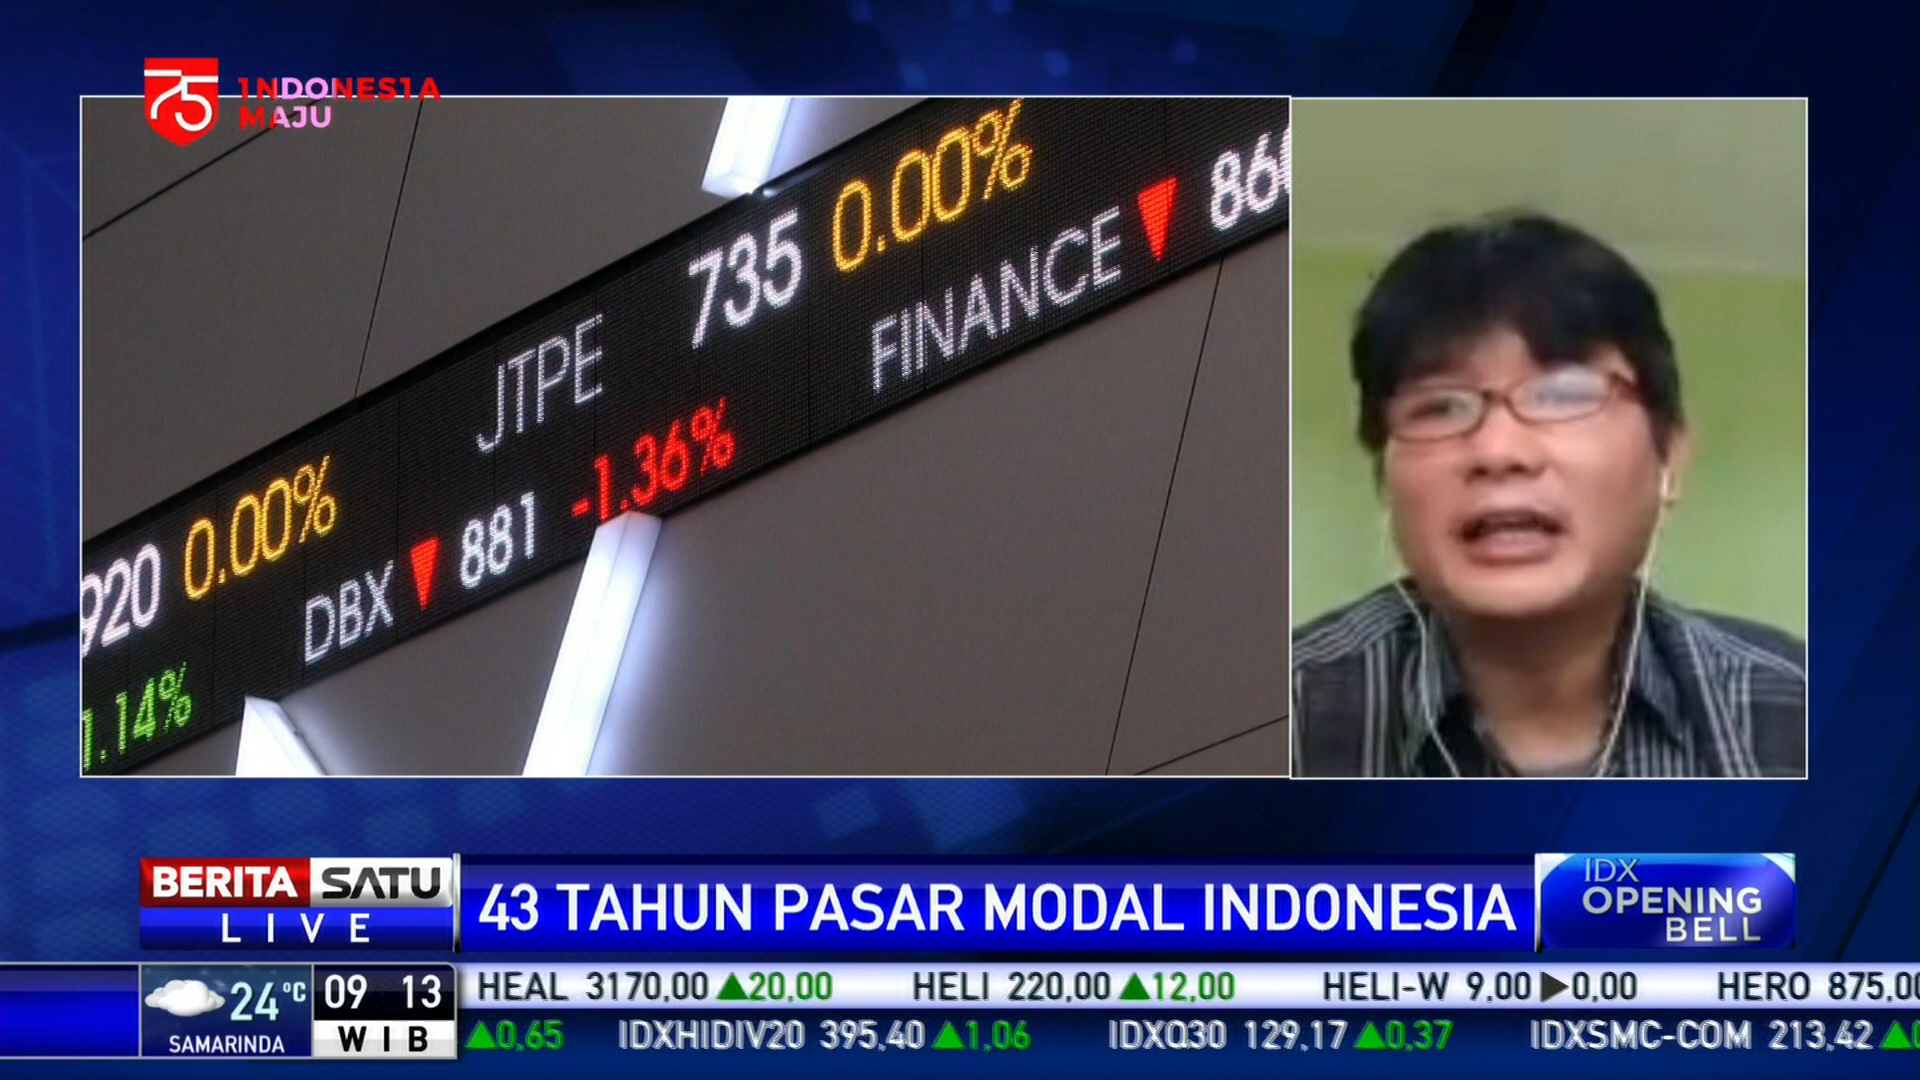 75 1NDONES1A
MAJU
735 0.00%
JTPE
FINANCE ▼ 860
920 0.00%
DBX ▼ 881 -1.36%
1.14%
BERITA SATU
LIVE
43 TAHUN PASAR MODAL INDONESIA
IDX
OPENING
BELL
24°C
SAMARINDA
09 13
WIB
HEAL 3170,00 ▲20,00 HELI 220,00 ▲12,00 HELI-W 9,00 ▶0,00 HERO 875,00
▲0,65 IDXHIDIV20 395,40 ▲1,06 IDXQ30 129,17 ▲0,37 IDXSMC-COM 213,42 ▲0